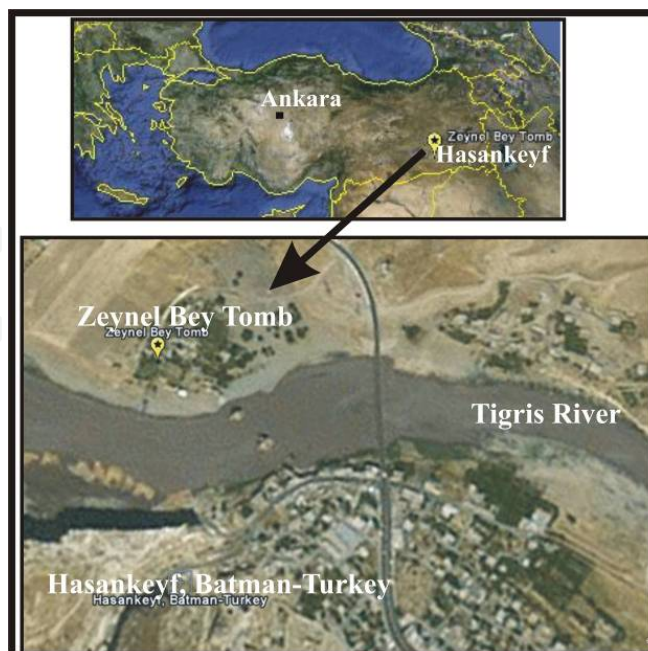 Ankara
Zeynel Bey Tomb
Hasankeyf
Zeynel Bey Tomb
Zeynel Bey Tomb
Tigris River
Hasankeyf, Batman-Turkey
Hasankeyf, Batman-Turkey